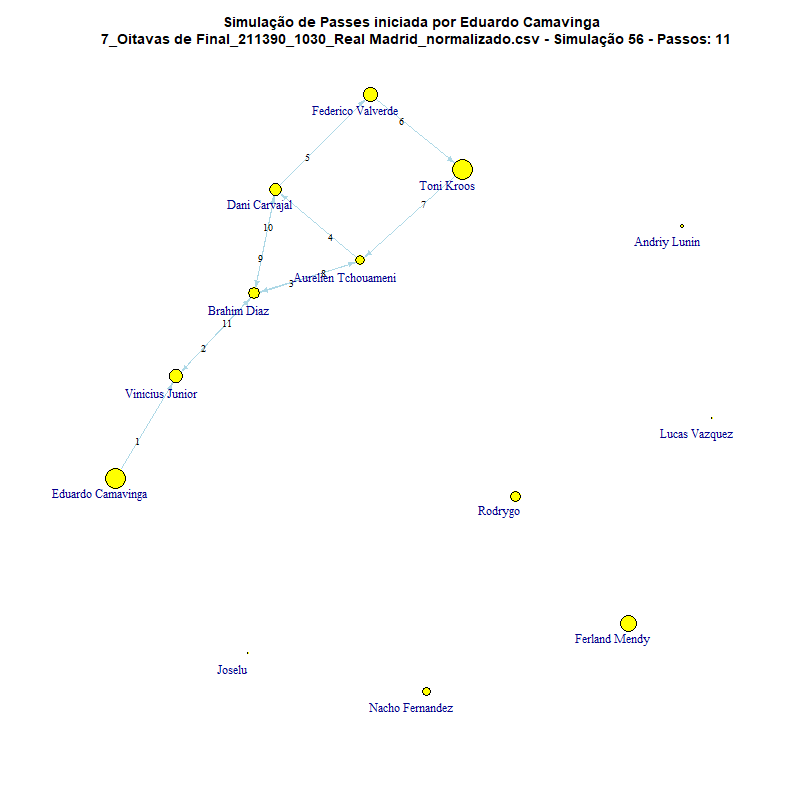 Simulação de Passes iniciada por Eduardo Camavinga
7_Oitavas de Final_211390_1030_Real Madrid_normalizado.csv - Simulação 56 - Passos: 11
Federico Valverde
6
5
Toni Kroos
Dani Carvajal
7
10
4
Andriy Lunin
9
Aurelien Tchouameni
3
8
Brahim Diaz
11
2
Vinicius Junior
Lucas Vazquez
1
Eduardo Camavinga
Rodrygo
Ferland Mendy
Joselu
Nacho Fernandez